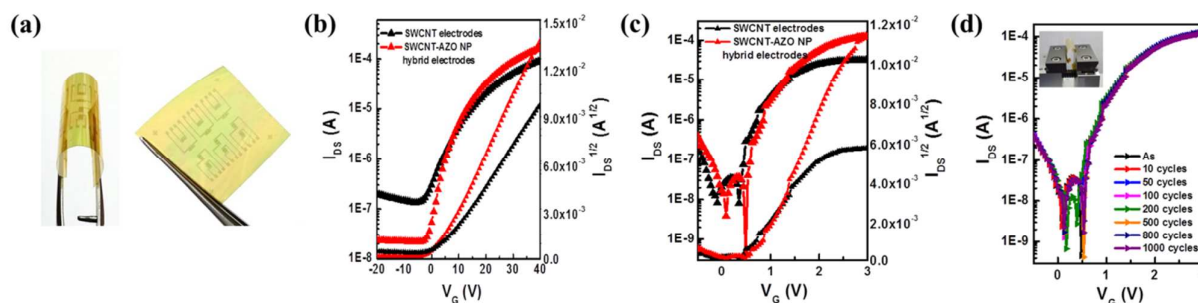 (a)
(b)
SWCNT electrodes
SWCNT-AZO NP
hybrid electrodes
1E-4
1E-5
1E-6
1E-7
1E-8
I_DS (A)
-20 -10 0 10 20 30 40
V_G (V)
1.5x10⁻²
1.2x10⁻²
9.0x10⁻³
6.0x10⁻³
3.0x10⁻³
0.0
I_DS^1/2 (A^1/2)
(c)
SWCNT electrodes
SWCNT-AZO NP
hybrid electrodes
1E-4
1E-5
1E-6
1E-7
1E-8
1E-9
I_DS (A)
0 1 2 3
V_G (V)
1.2x10⁻²
1.0x10⁻²
8.0x10⁻³
6.0x10⁻³
4.0x10⁻³
2.0x10⁻³
0.0
I_DS^1/2 (A^1/2)
(d)
1E-4
1E-5
1E-6
1E-7
1E-8
1E-9
I_DS (A)
As
10 cycles
50 cycles
100 cycles
200 cycles
500 cycles
800 cycles
1000 cycles
0 1 2
V_G (V)